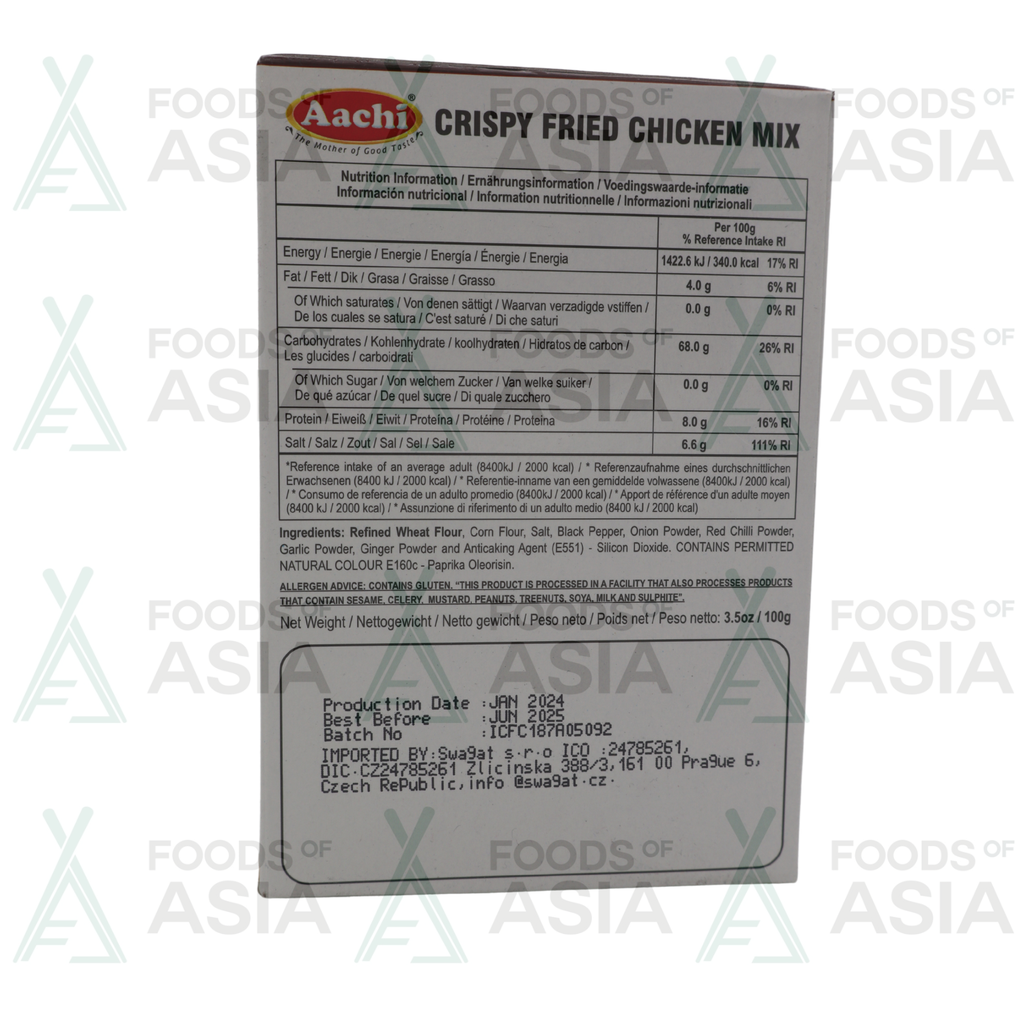 Aachi®
The Mother of Good Taste
CRISPY FRIED CHICKEN MIX
Nutrition Information / Ernährungsinformation / Voedingswaarde-informatie
Información nutricional / Information nutritionnelle / Informazioni nutrizionali
Per 100g
% Reference Intake RI
Energy / Energie / Energie / Energía / Énergie / Energia 1422.6 kJ / 340.0 kcal 17% RI
Fat / Fett / Dik / Grasa / Graisse / Grasso 4.0 g 6% RI
Of Which saturates / Von denen sättigt / Waarvan verzadigde vstiffen / 0.0 g 0% RI
De los cuales se satura / C'est saturé / Di che saturi
Carbohydrates / Kohlenhydrate / koolhydraten / Hidratos de carbon / 68.0 g 26% RI
Les glucides / carboidrati
Of Which Sugar / Von welchem Zucker / Van welke suiker / 0.0 g 0% RI
De qué azúcar / De quel sucre / Di quale zucchero
Protein / Eiweiß / Eiwit / Proteína / Protéine / Proteina 8.0 g 16% RI
Salt / Salz / Zout / Sal / Sel / Sale 6.6 g 111% RI
*Reference intake of an average adult (8400kJ / 2000 kcal) / * Referenzaufnahme eines durchschnittlichen
Erwachsenen (8400 kJ / 2000 kcal) / * Referentie-inname van een gemiddelde volwassene (8400kJ / 2000 kcal)
/ * Consumo de referencia de un adulto promedio (8400kJ / 2000 kcal) / * Apport de référence d'un adulte moyen
(8400 kJ / 2000 kcal) / * Assunzione di riferimento di un adulto medio (8400 kJ / 2000 kcal)
Ingredients: Refined Wheat Flour, Corn Flour, Salt, Black Pepper, Onion Powder, Red Chilli Powder,
Garlic Powder, Ginger Powder and Anticaking Agent (E551) - Silicon Dioxide. CONTAINS PERMITTED
NATURAL COLOUR E160c - Paprika Oleorisin.
ALLERGEN ADVICE: CONTAINS GLUTEN. "THIS PRODUCT IS PROCESSED IN A FACILITY THAT ALSO PROCESSES PRODUCTS
THAT CONTAIN SESAME, CELERY, MUSTARD, PEANUTS, TREENUTS, SOYA, MILK AND SULPHITE".
Net Weight / Nettogewicht / Netto gewicht / Peso neto / Poids net / Peso netto: 3.5oz / 100g
Production Date :JAN 2024
Best Before :JUN 2025
Batch No :ICFC187A05092
IMPORTED BY:Swagat s.r.o ICO :24785261,
DIC.CZ24785261 Zlicinska 388/3,161 00 Prague 6,
Czech RePublic,info @swagat.cz.
FOODS OF
ASIA